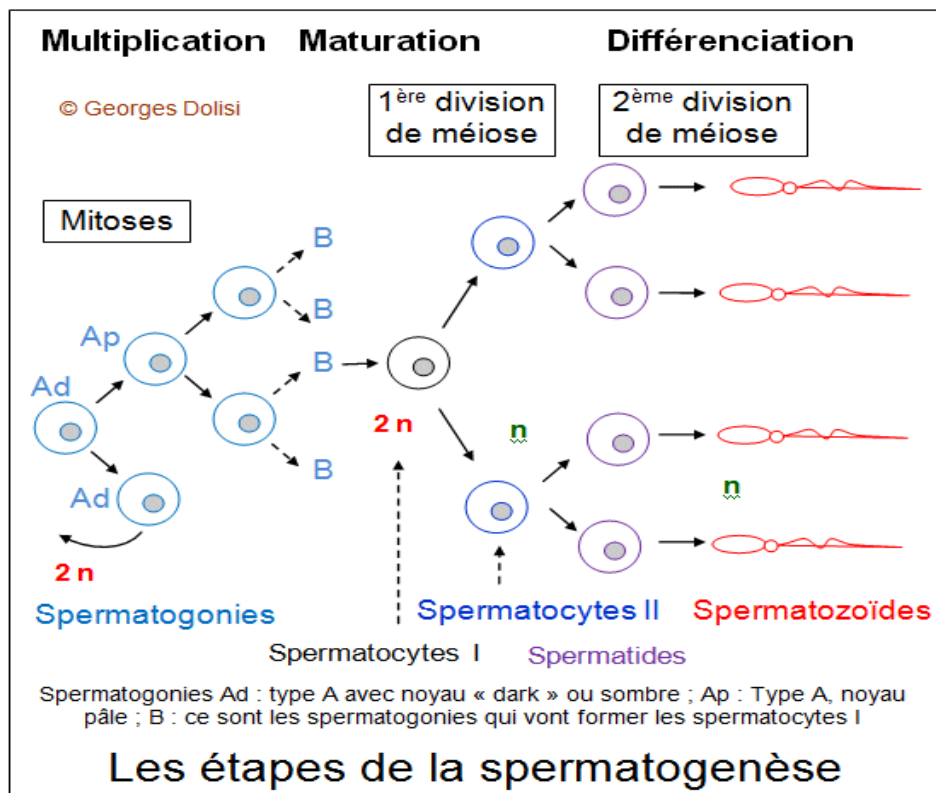 Multiplication Maturation Différenciation
© Georges Dolisi
1ère division
de méiose
2ème division
de méiose
Mitoses
B
B
Ap
B
Ad
2 n
n
B
Ad
n
2 n
Spermatogonies
Spermatocytes II
Spermatozoïdes
Spermatocytes I
Spermatides
Spermatogonies Ad : type A avec noyau « dark » ou sombre ; Ap : Type A, noyau
pâle ; B : ce sont les spermatogonies qui vont former les spermatocytes I
Les étapes de la spermatogenèse